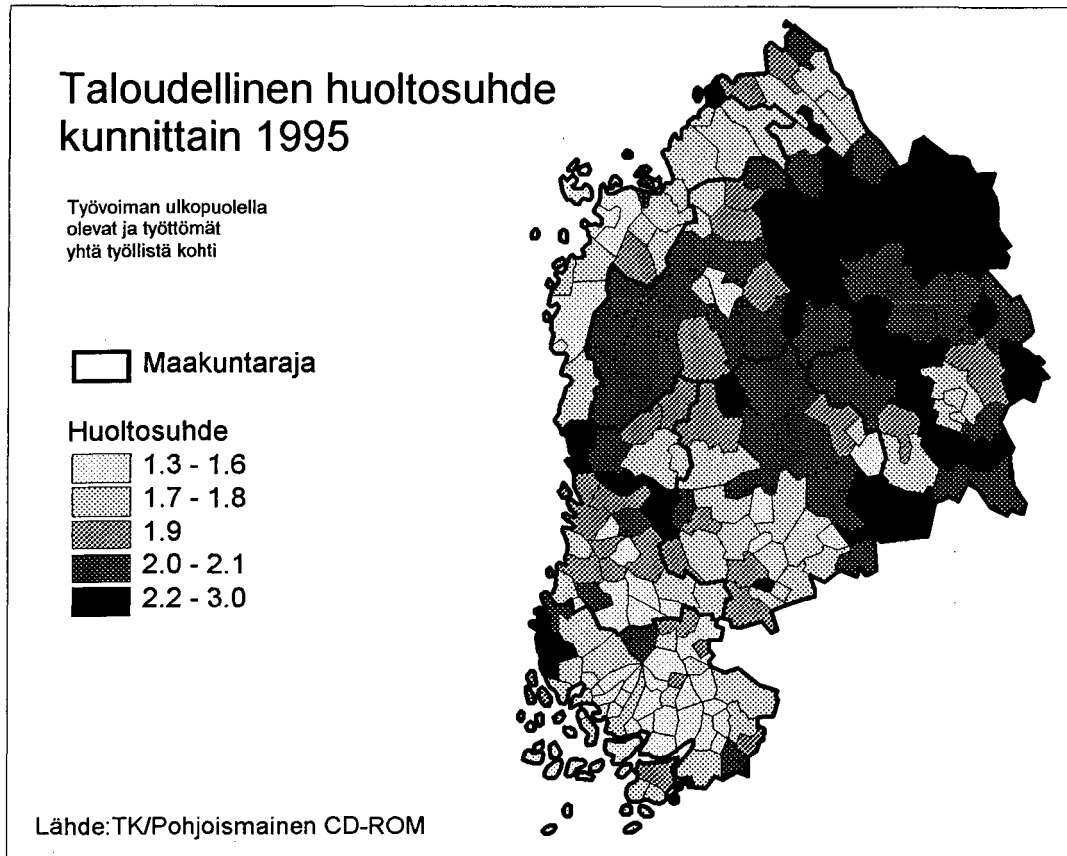 Taloudellinen huoltosuhde
kunnittain 1995
Työvoiman ulkopuolella
olevat ja työttömät
yhtä työllistä kohti
Maakuntaraja
Huoltosuhde
1.3 - 1.6
1.7 - 1.8
1.9
2.0 - 2.1
2.2 - 3.0
Lähde:TK/Pohjoismainen CD-ROM